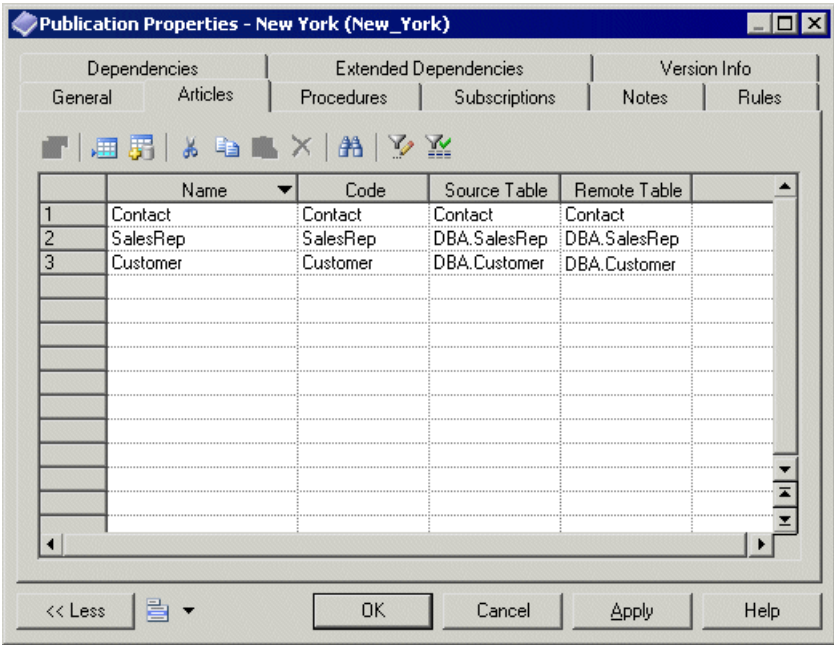 Publication Properties - New York (New_York)
Dependencies Extended Dependencies Version Info
General Articles Procedures Subscriptions Notes Rules
Name Code Source Table Remote Table
1 Contact Contact Contact Contact
2 SalesRep SalesRep DBA.SalesRep DBA.SalesRep
3 Customer Customer DBA.Customer DBA.Customer
<< Less OK Cancel Apply Help